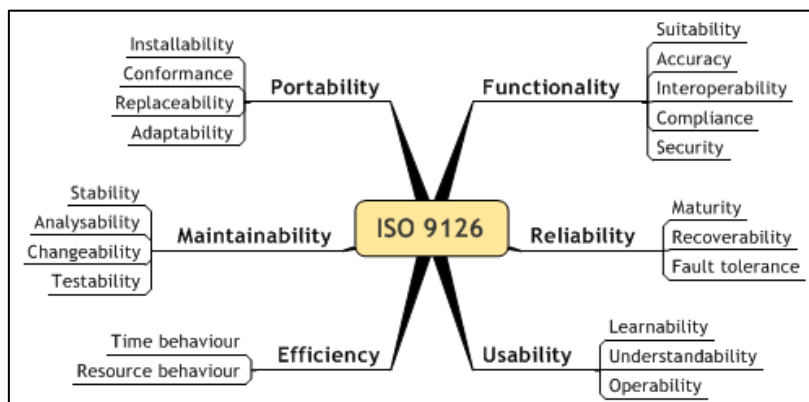 ISO 9126
Portability
Installability
Conformance
Replaceability
Adaptability
Functionality
Suitability
Accuracy
Interoperability
Compliance
Security
Maintainability
Stability
Analysability
Changeability
Testability
Reliability
Maturity
Recoverability
Fault tolerance
Efficiency
Time behaviour
Resource behaviour
Usability
Learnability
Understandability
Operability